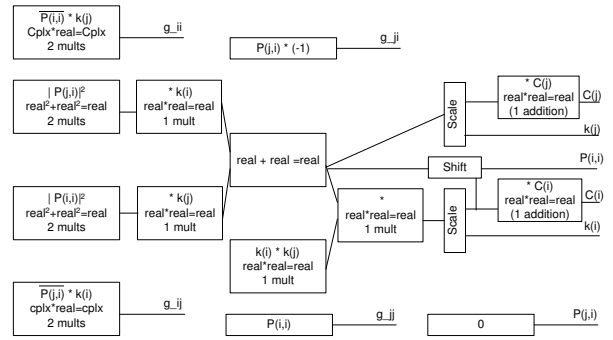 P(i,i) * k(j)
Cplx*real=Cplx
2 mults
g_ii
P(j,i) * (-1)
g_ji
| P(j,i)|²
real²+real²=real
2 mults
* k(i)
real*real=real
1 mult
real + real =real
Scale
* C(j)
real*real=real
(1 addition)
C(j)
k(j)
Shift
P(i,i)
| P(i,i)|²
real²+real²=real
2 mults
* k(j)
real*real=real
1 mult
*
real*real=real
1 mult
Scale
* C(i)
real*real=real
(1 addition)
C(i)
k(i)
k(i) * k(j)
real*real=real
1 mult
P(j,i) * k(i)
cplx*real=cplx
2 mults
g_ij
P(i,i)
g_jj
0
P(j,i)